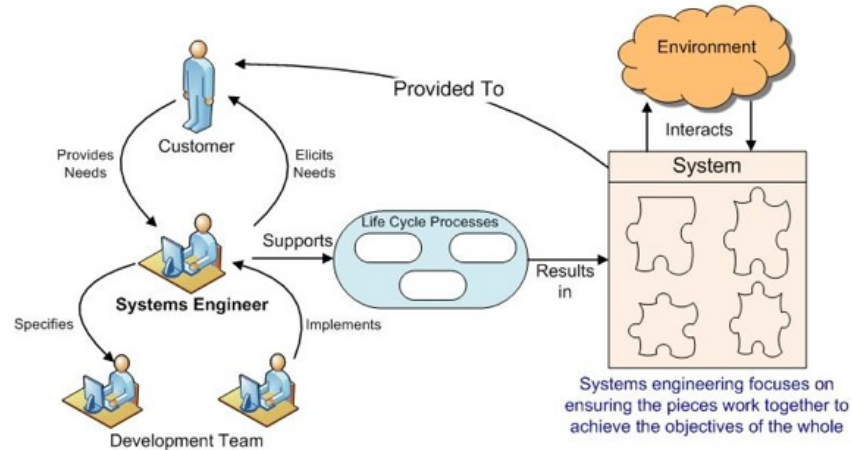 Environment
Provided To
Interacts
Customer
System
Provides
Needs
Elicits
Needs
Life Cycle Processes
Supports
Results
in
Systems Engineer
Specifies
Implements
Development Team
Systems engineering focuses on
ensuring the pieces work together to
achieve the objectives of the whole